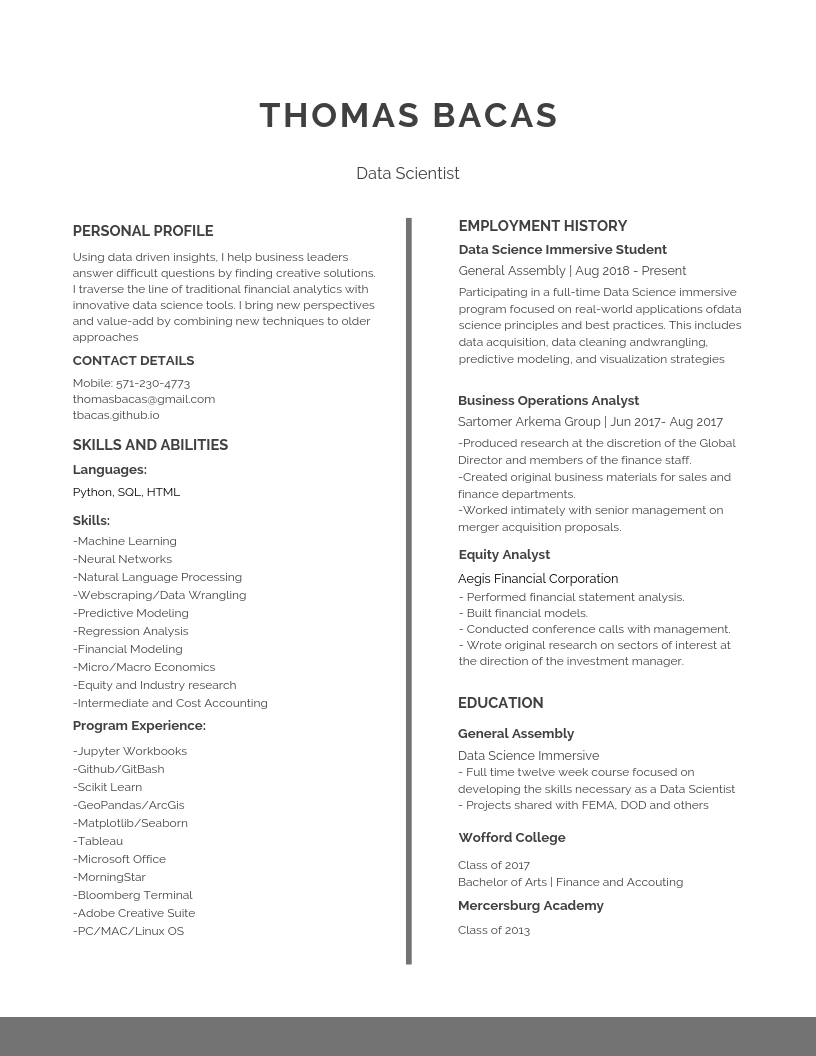 THOMAS BACAS
Data Scientist
PERSONAL PROFILE
Using data driven insights, I help business leaders
answer difficult questions by finding creative solutions.
I traverse the line of traditional financial analytics with
innovative data science tools. I bring new perspectives
and value-add by combining new techniques to older
approaches
CONTACT DETAILS
Mobile: 571-230-4773
thomasbacas@gmail.com
tbacas.github.io
SKILLS AND ABILITIES
Languages:
Python, SQL, HTML
Skills:
-Machine Learning
-Neural Networks
-Natural Language Processing
-Webscraping/Data Wrangling
-Predictive Modeling
-Regression Analysis
-Financial Modeling
-Micro/Macro Economics
-Equity and Industry research
-Intermediate and Cost Accounting
Program Experience:
-Jupyter Workbooks
-Github/GitBash
-Scikit Learn
-GeoPandas/ArcGis
-Matplotlib/Seaborn
-Tableau
-Microsoft Office
-MorningStar
-Bloomberg Terminal
-Adobe Creative Suite
-PC/MAC/Linux OS
EMPLOYMENT HISTORY
Data Science Immersive Student
General Assembly | Aug 2018 - Present
Participating in a full-time Data Science immersive
program focused on real-world applications ofdata
science principles and best practices. This includes
data acquisition, data cleaning andwrangling,
predictive modeling, and visualization strategies
Business Operations Analyst
Sartomer Arkema Group | Jun 2017- Aug 2017
-Produced research at the discretion of the Global
Director and members of the finance staff.
-Created original business materials for sales and
finance departments.
-Worked intimately with senior management on
merger acquisition proposals.
Equity Analyst
Aegis Financial Corporation
- Performed financial statement analysis.
- Built financial models.
- Conducted conference calls with management.
- Wrote original research on sectors of interest at
the direction of the investment manager.
EDUCATION
General Assembly
Data Science Immersive
- Full time twelve week course focused on
developing the skills necessary as a Data Scientist
- Projects shared with FEMA, DOD and others
Wofford College
Class of 2017
Bachelor of Arts | Finance and Accouting
Mercersburg Academy
Class of 2013